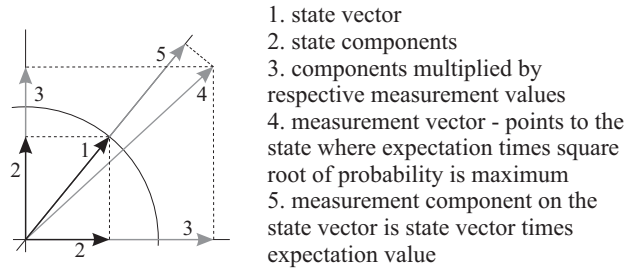 1. state vector
2. state components
3. components multiplied by
respective measurement values
4. measurement vector - points to the
state where expectation times square
root of probability is maximum
5. measurement component on the
state vector is state vector times
expectation value
5
4
3
1
2
3
2